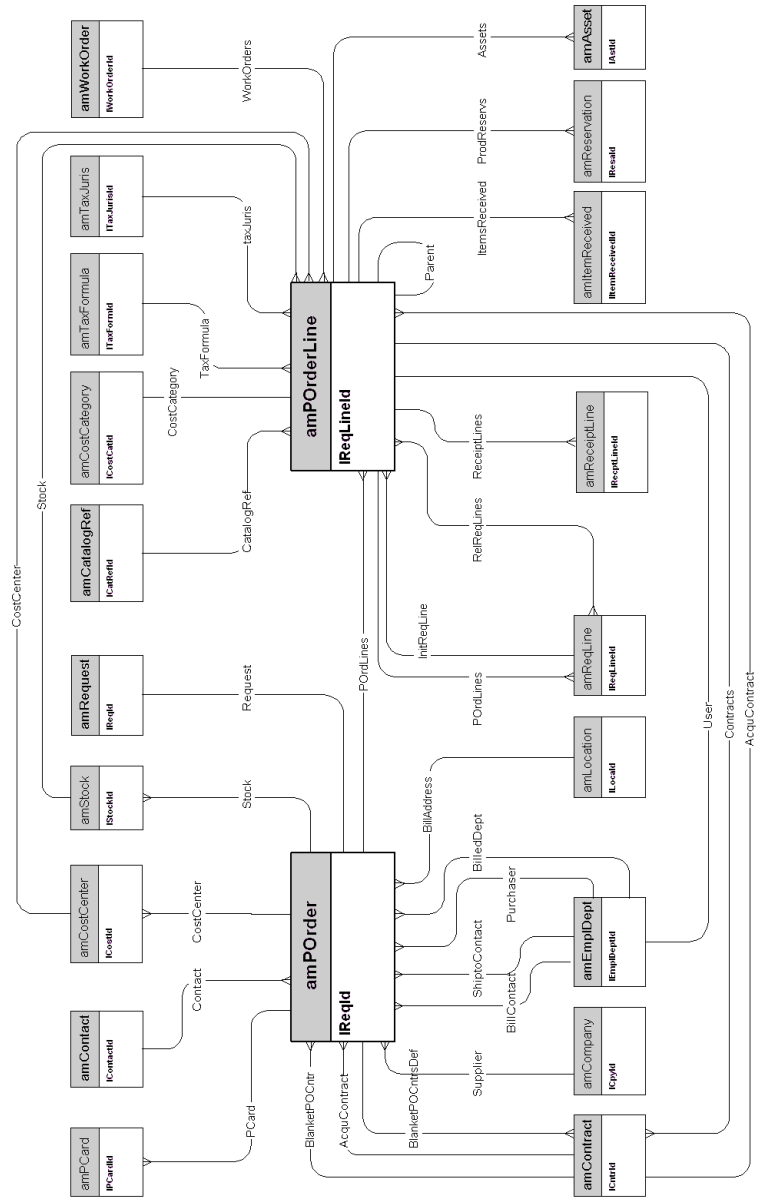 CostCenter
Stock
amPCard
lPCardId
amContact
lContactId
amCostCenter
lCostId
amStock
lStockId
amRequest
lReqId
amCatalogRef
lCatRefId
amCostCategory
lCostCatId
amTaxFormula
lTaxFormId
amTaxJuris
lTaxJurisId
amWorkOrder
lWorkOrderId
PCard
Contact
CostCenter
Stock
Request
CatalogRef
CostCategory
TaxFormula
taxJuris
WorkOrders
amPOrder
lReqId
POrdLines
amPOrderLine
lReqLineId
BlanketPOCntr
AcquContract
BlanketPOCntrsDef
Supplier
BillContact
ShiptoContact
Purchaser
BilledDept
BillAddress
POrdLines
InitReqLine
RelReqLines
ReceiptLines
Parent
ItemsReceived
ProdReservs
Assets
amContract
lCntrId
amCompany
lCpyId
amEmplDept
lEmplDeptId
amLocation
lLocaId
amReqLine
lReqLineId
amReceiptLine
lRecptLineId
amItemReceived
lItemReceivedId
amReservation
lResaId
amAsset
lAstId
User
Contracts
AcquContract